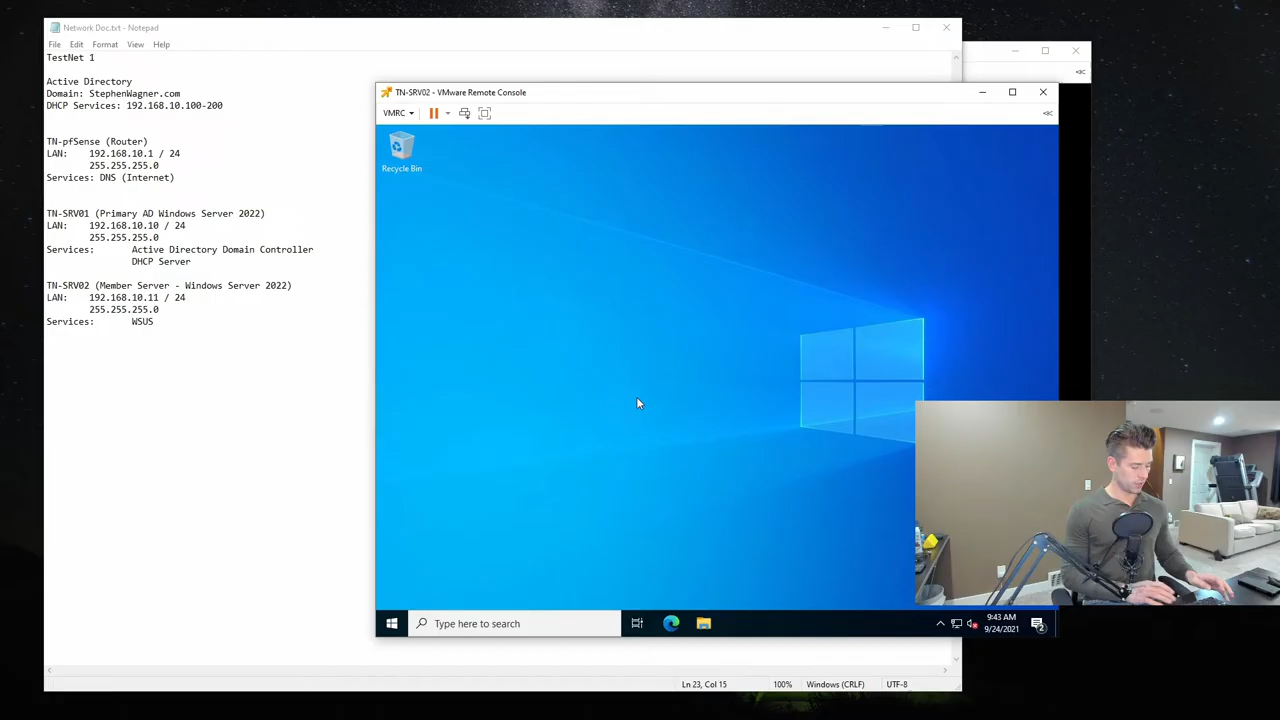 Network Doc.txt - Notepad
File Edit Format View Help
TestNet 1
Active Directory
Domain: StephenWagner.com
DHCP Services: 192.168.10.100-200
TN-pfSense (Router)
LAN: 192.168.10.1 / 24
255.255.255.0
Services: DNS (Internet)
TN-SRV01 (Primary AD Windows Server 2022)
LAN: 192.168.10.10 / 24
255.255.255.0
Services: Active Directory Domain Controller
DHCP Server
TN-SRV02 (Member Server - Windows Server 2022)
LAN: 192.168.10.11 / 24
255.255.255.0
Services: WSUS
TN-SRV02 - VMware Remote Console
VMRC
Recycle Bin
Type here to search
9:43 AM
9/24/2021
2
Ln 23, Col 15 100% Windows (CRLF) UTF-8